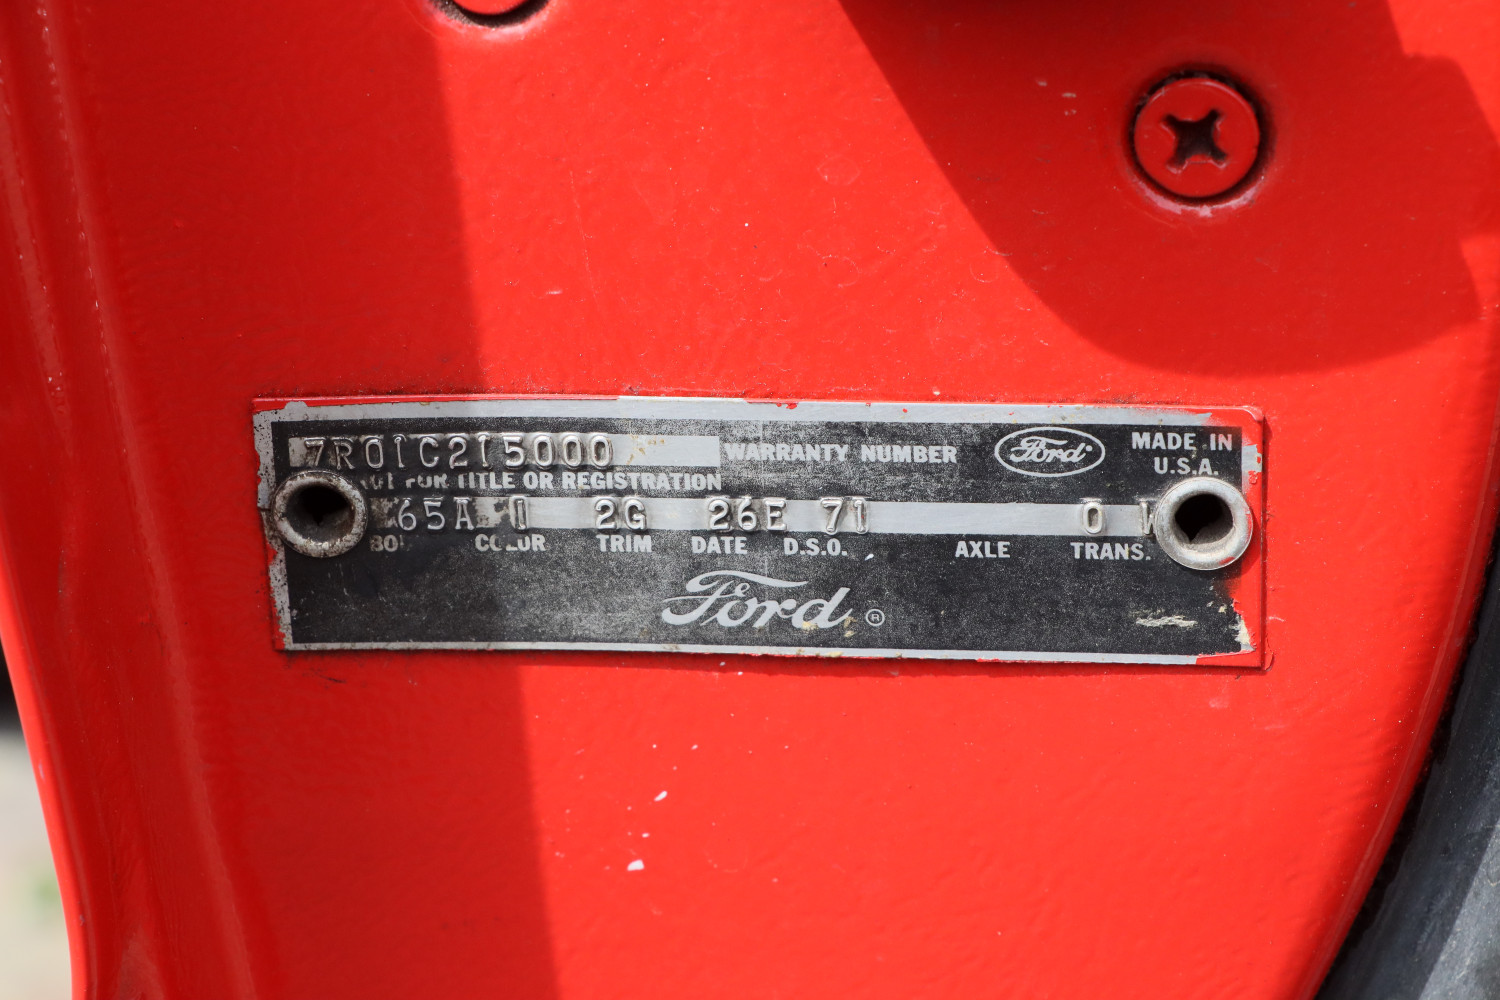 7R01C215000 WARRANTY NUMBER Ford MADE IN
U.S.A.
FOR TITLE OR REGISTRATION
65A 2G 26E 71 0
COLOR TRIM DATE D.S.O. AXLE TRANS.
Ford ®